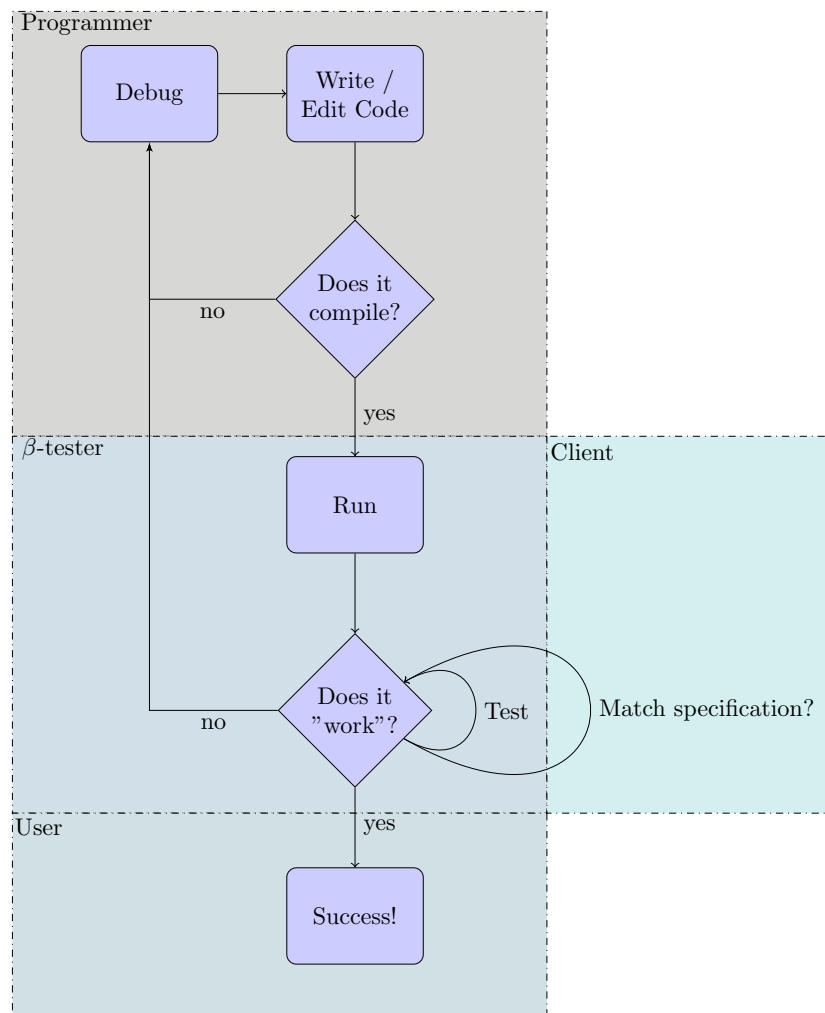 Programmer
Debug
Write /
Edit Code
Does it
compile?
no
yes
β-tester
Client
Run
Does it
"work"?
Test
Match specification?
no
yes
User
Success!